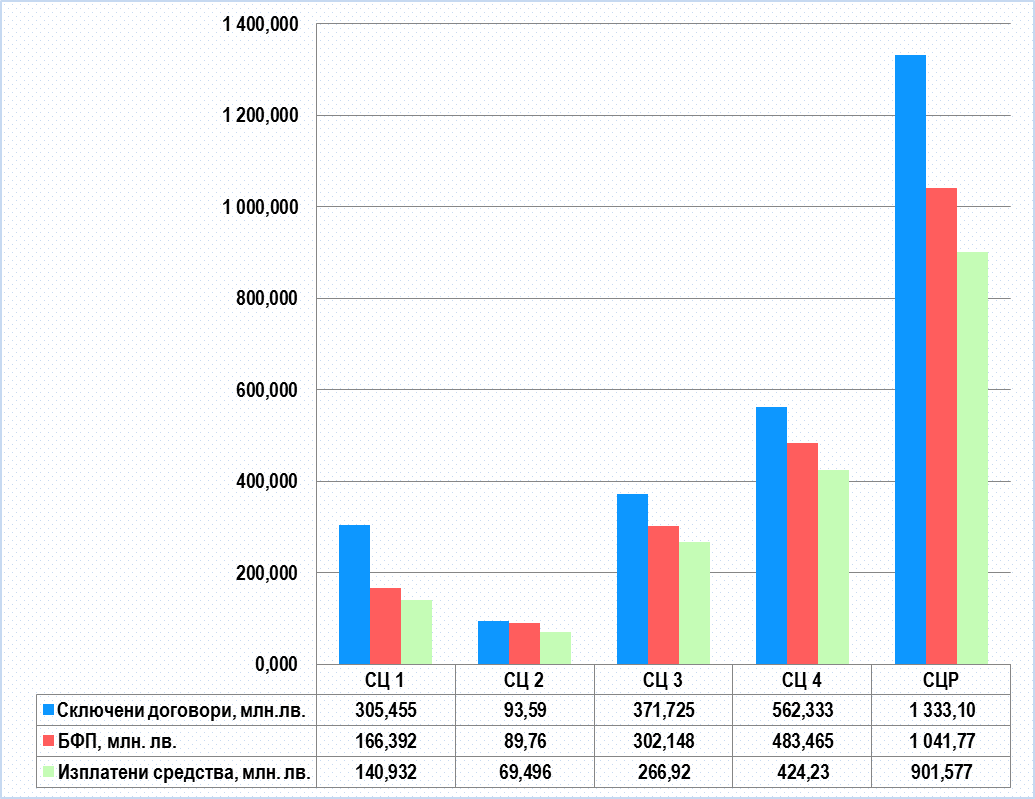 1 400,000
1 200,000
1 000,000
800,000
600,000
400,000
200,000
0,000
СЦ 1 СЦ 2 СЦ 3 СЦ 4 СЦР
Сключени договори, млн.лв. 305,455 93,59 371,725 562,333 1 333,10
БФП, млн. лв. 166,392 89,76 302,148 483,465 1 041,77
Изплатени средства, млн. лв. 140,932 69,496 266,92 424,23 901,577